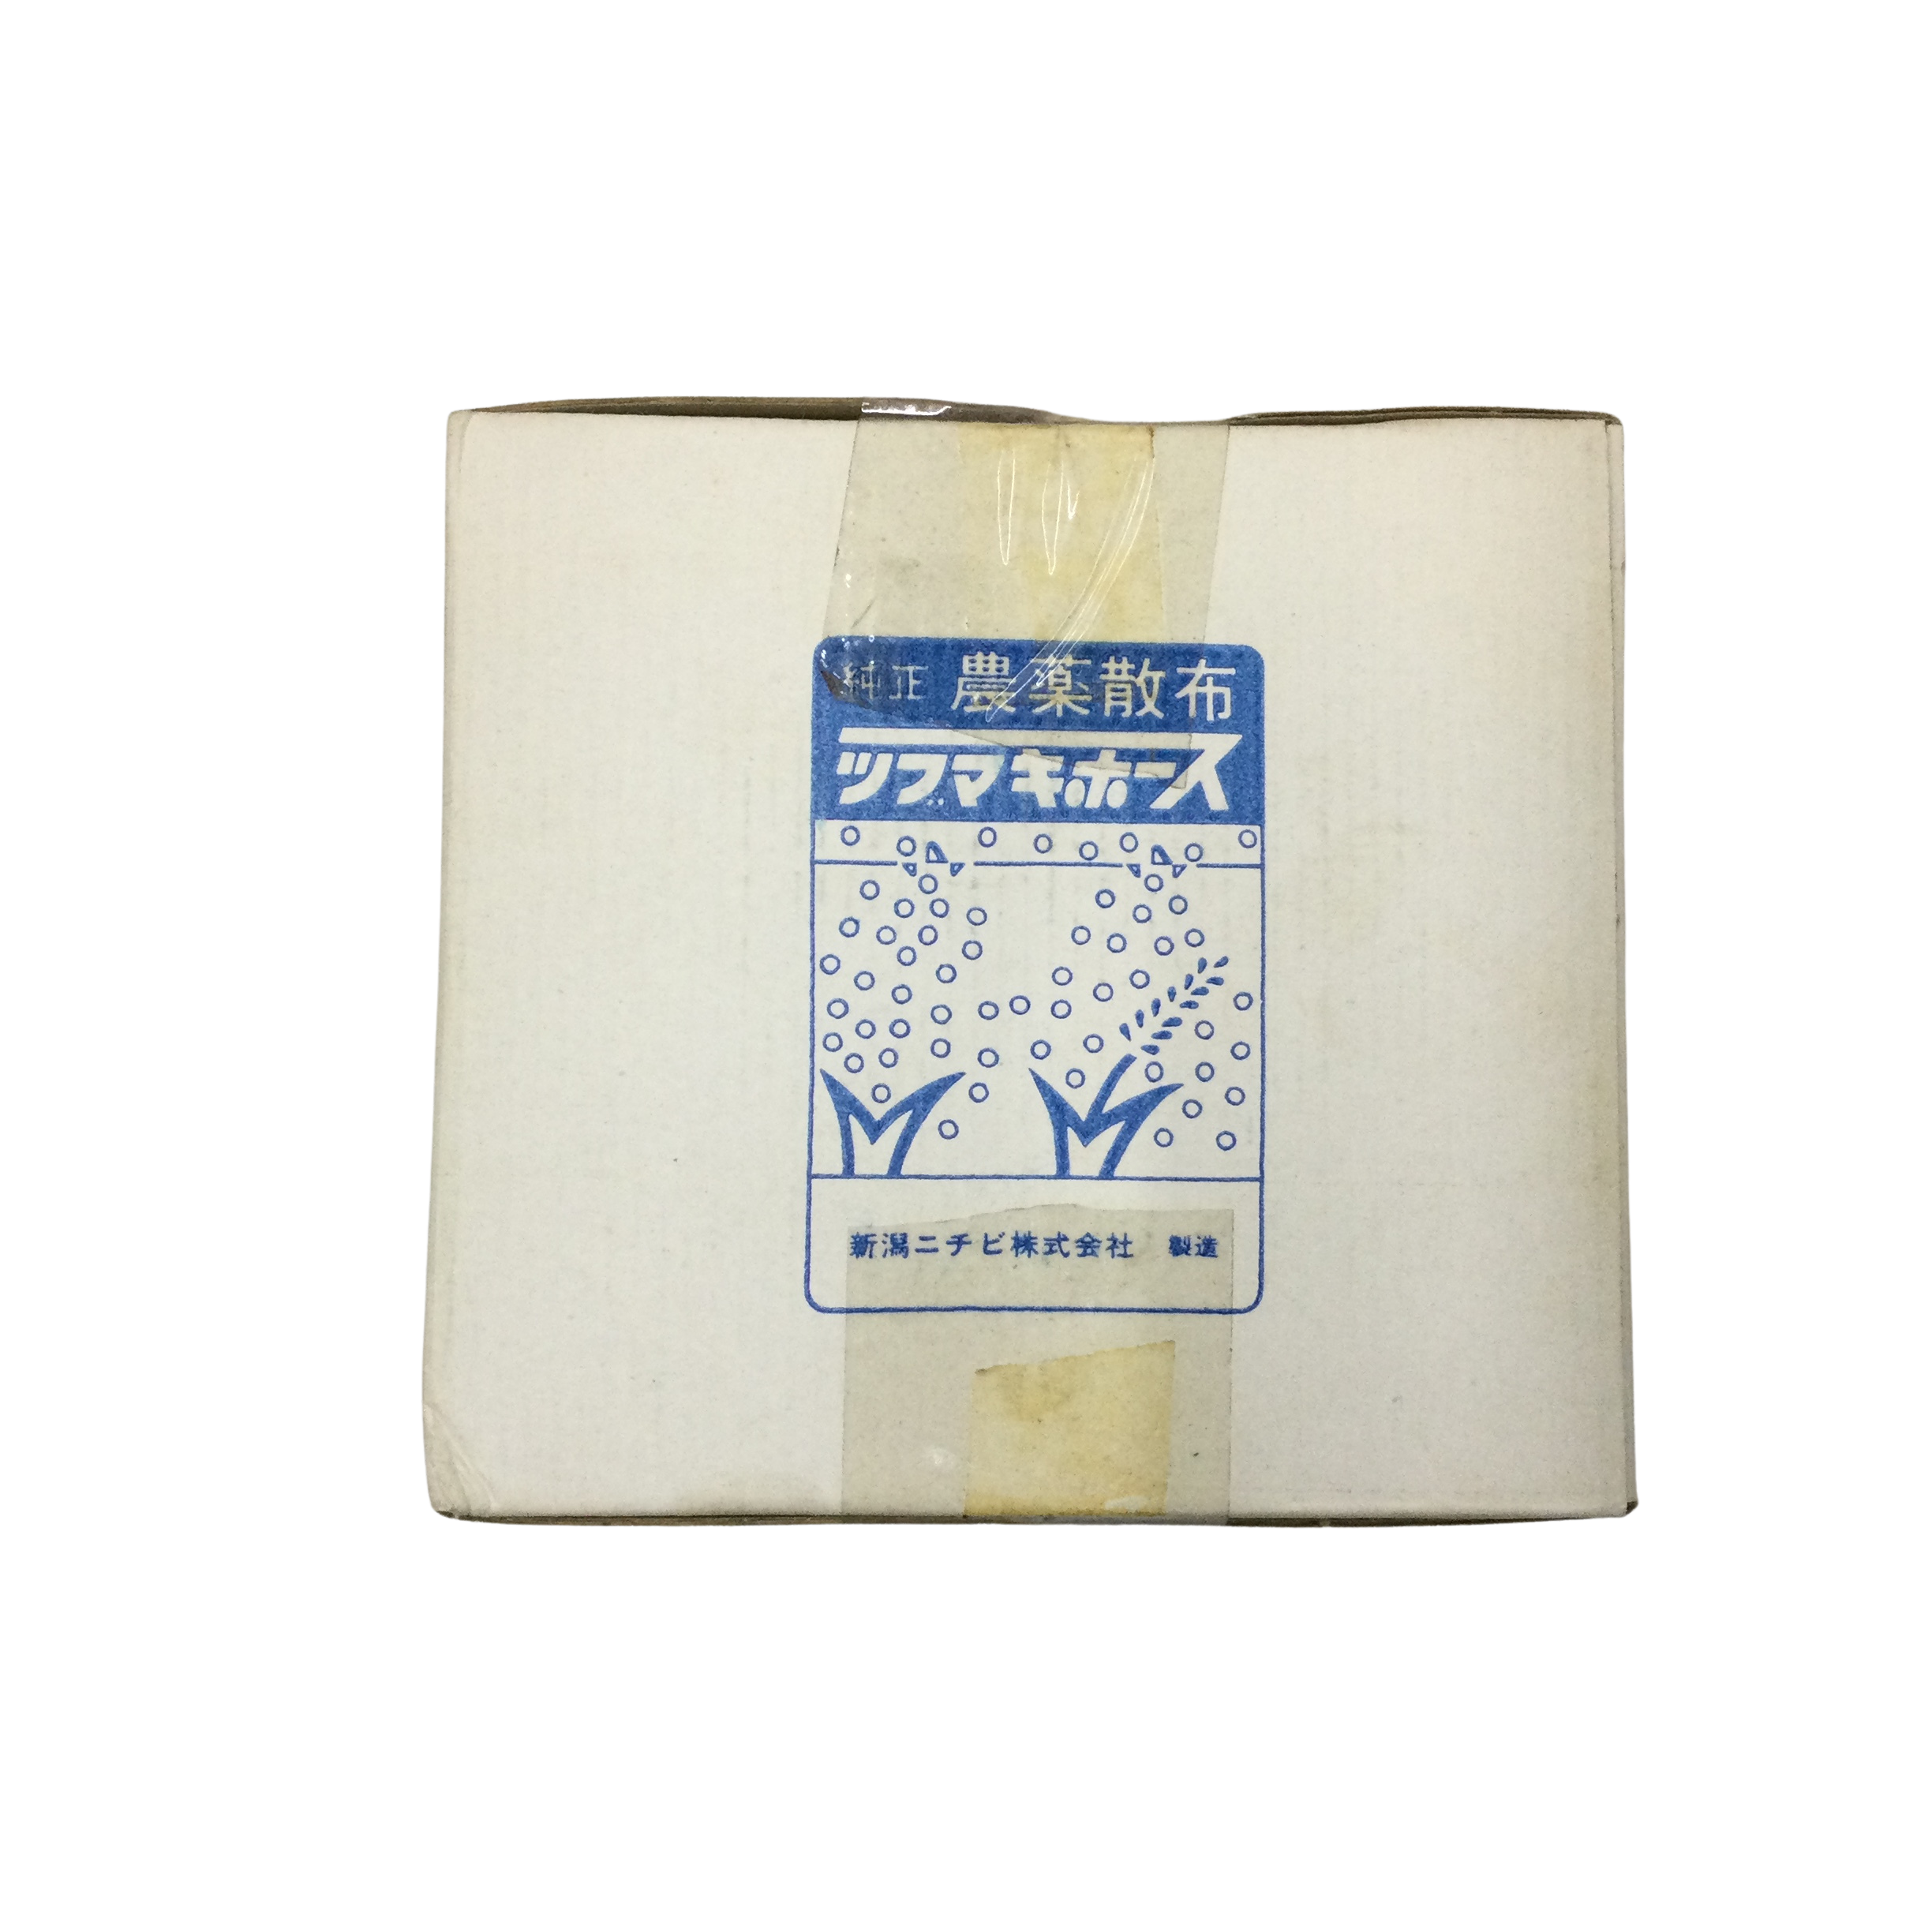 純正 農薬散布
ツブマキホース
新潟ニチビ株式会社 製造